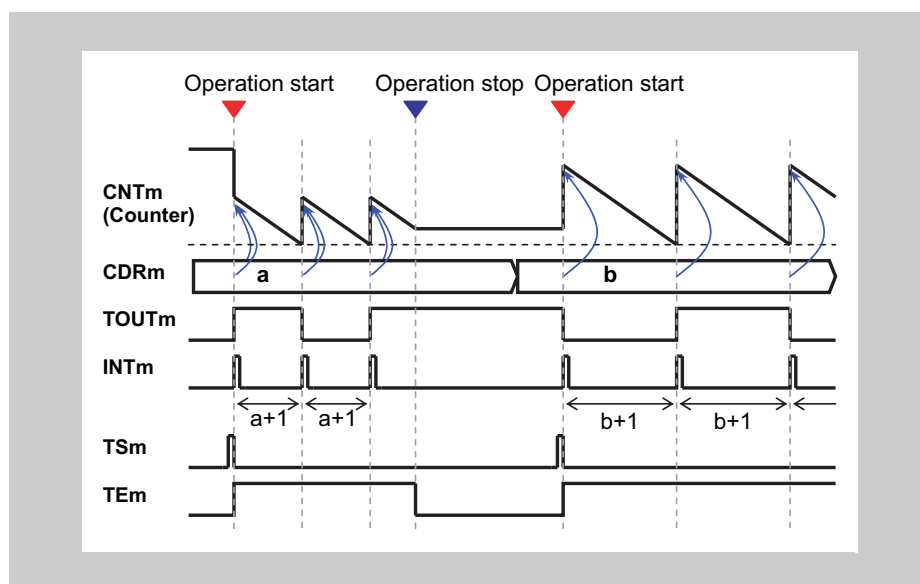 Operation start Operation stop Operation start
CNTm
(Counter)
CDRm a b
TOUTm
INTm
a+1 a+1 b+1 b+1
TSm
TEm